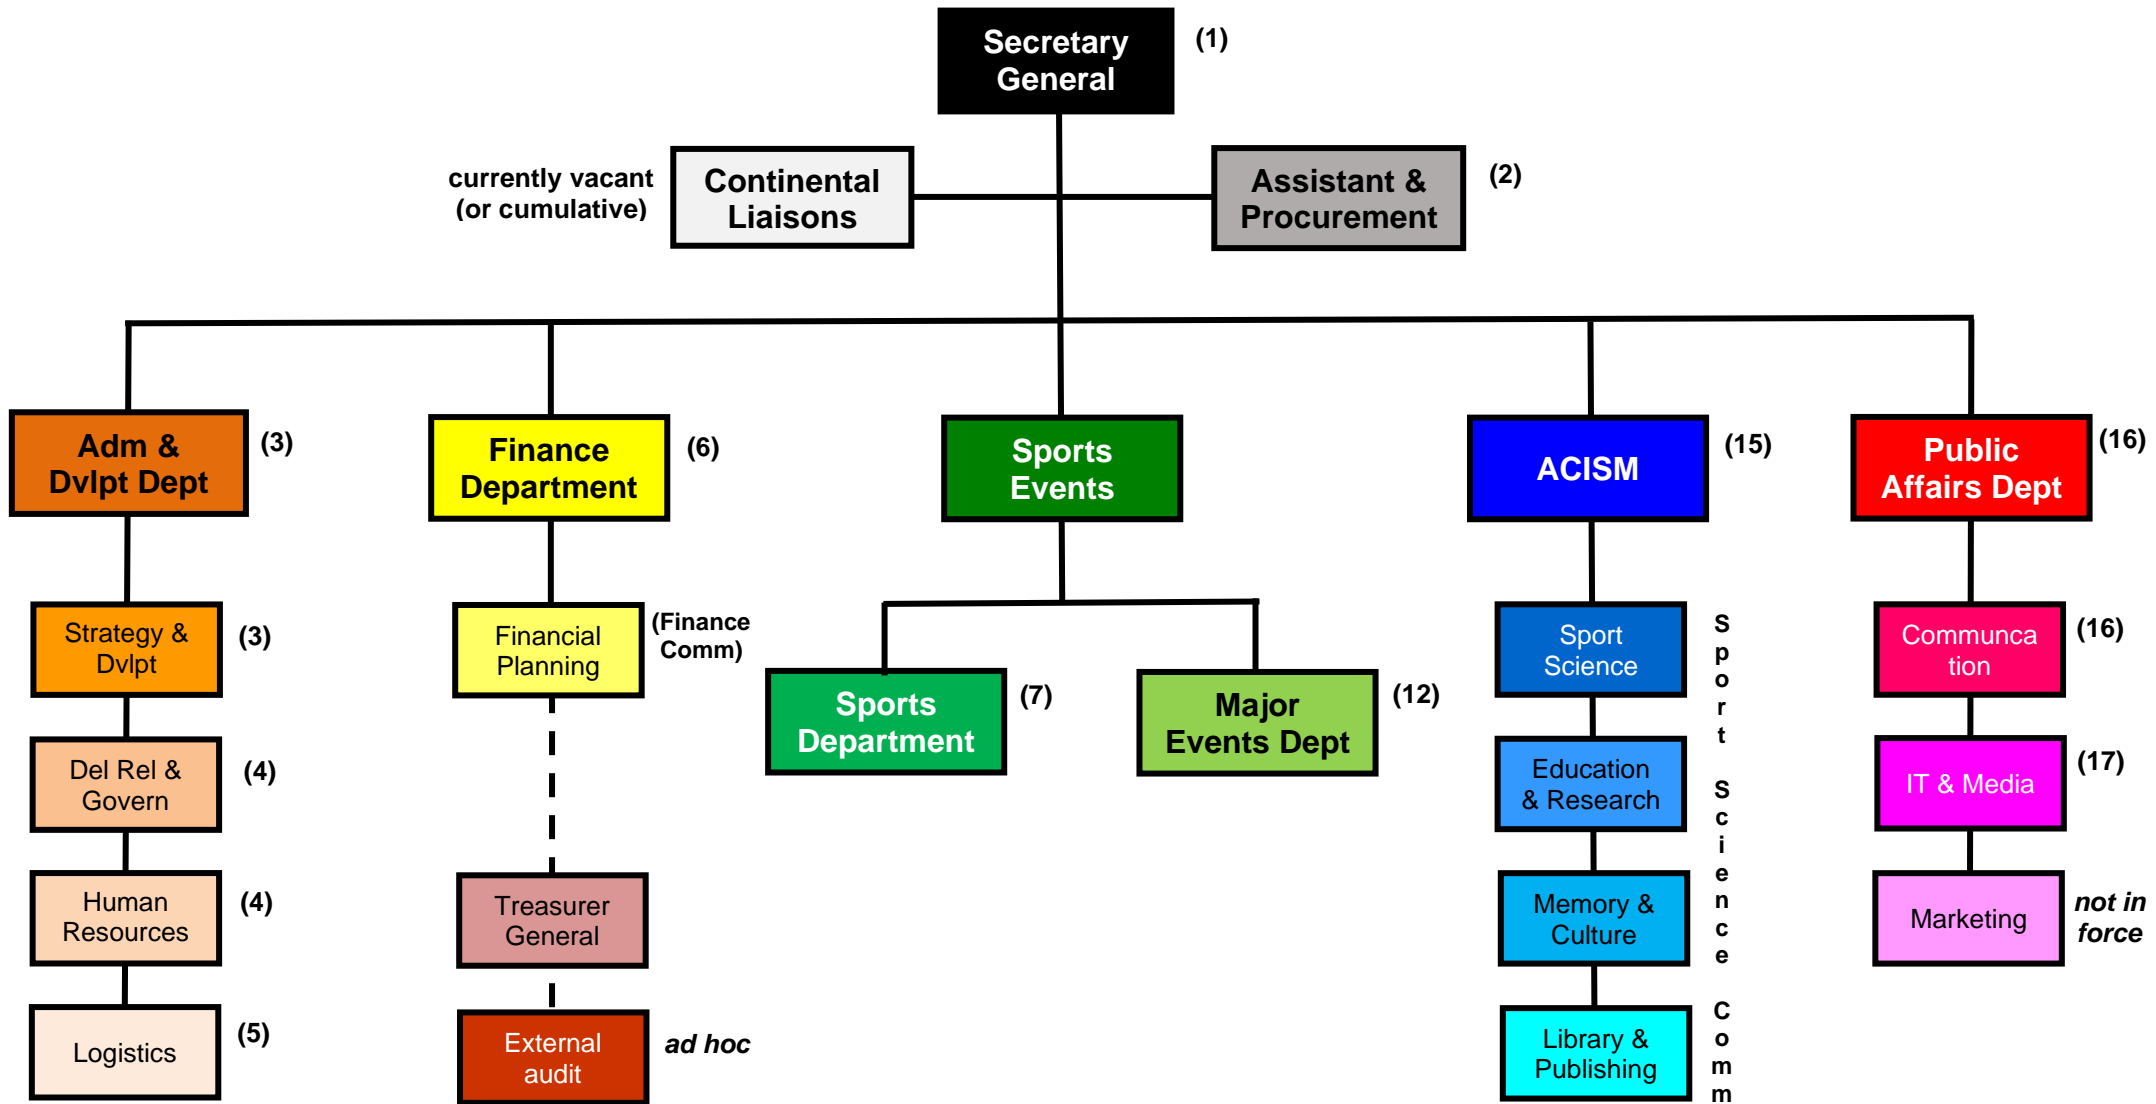 Secretary
General
(1)
currently vacant
(or cumulative)
Continental
Liaisons
Assistant &
Procurement
(2)
Adm &
Dvlpt Dept
(3)
Finance
Department
(6)
Sports
Events
ACISM
(15)
Public
Affairs Dept
(16)
Strategy &
Dvlpt
(3)
Financial
Planning
(Finance
Comm)
Sports
Department
(7)
Major
Events Dept
(12)
Sport
Science
Sport Science Comm
Communca
tion
(16)
Del Rel &
Govern
(4)
Education
& Research
IT & Media
(17)
Human
Resources
(4)
Treasurer
General
Memory &
Culture
Marketing
not in
force
Logistics
(5)
External
audit
ad hoc
Library &
Publishing